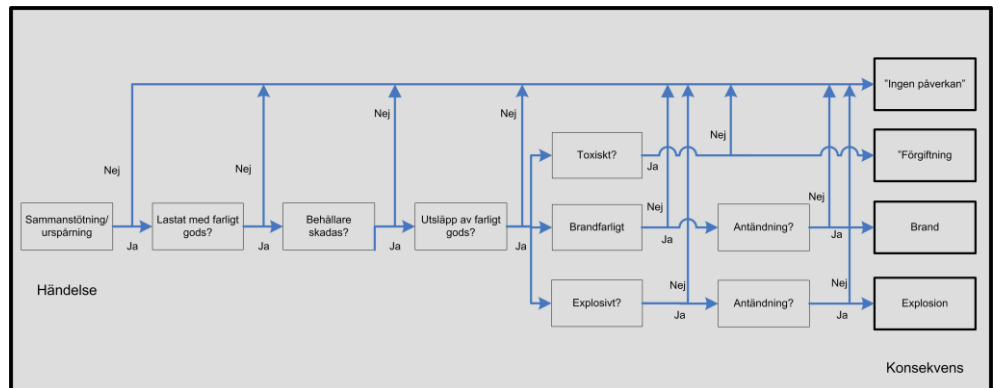 "Ingen påverkan"
Nej
Nej
Nej
Nej
Nej
Nej
Toxiskt?
Ja
"Förgiftning
Sammanstötning/
urspårning
Ja
Lastat med farligt
gods?
Ja
Behållare
skadas?
Ja
Utsläpp av farligt
gods?
Ja
Brandfarligt
Nej
Ja
Antändning?
Nej
Ja
Brand
Händelse
Explosivt?
Nej
Ja
Antändning?
Nej
Ja
Explosion
Konsekvens